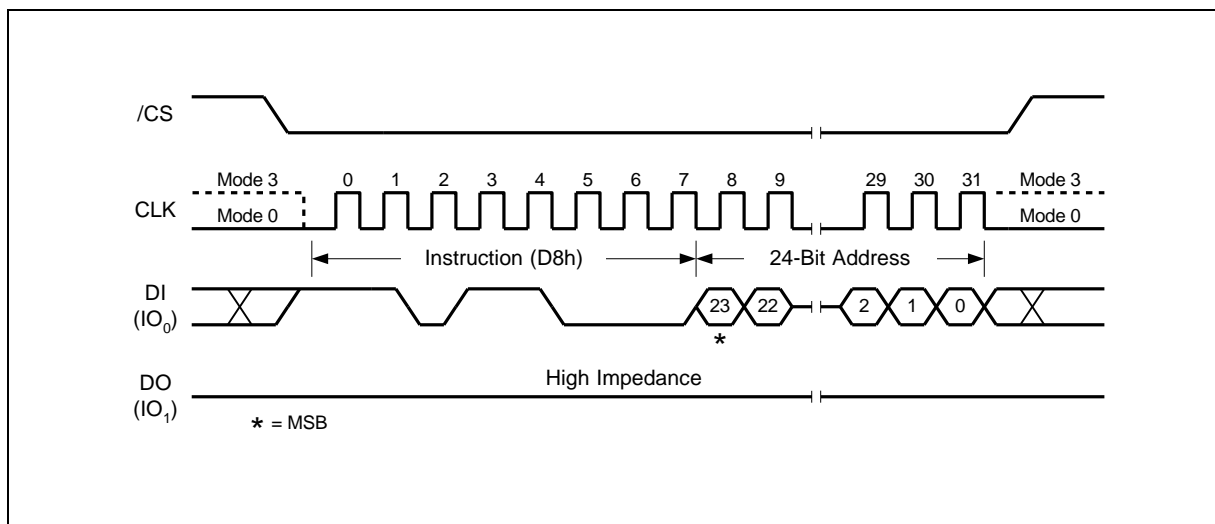 /CS
Mode 3 0 1 2 3 4 5 6 7 8 9 29 30 31 Mode 3
CLK
Mode 0 Mode 0
Instruction (D8h) 24-Bit Address
DI
(IO₀)
23 22 2 1 0
*
High Impedance
DO
(IO₁)
* = MSB